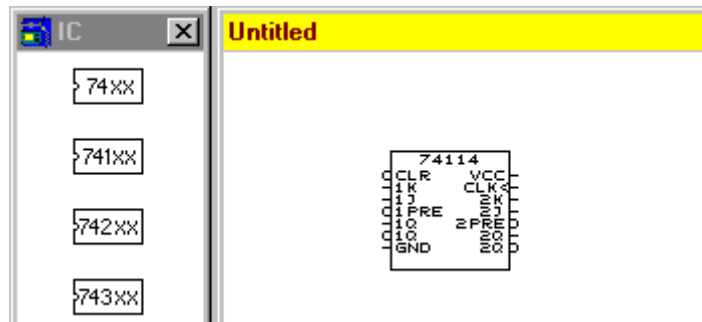 IC
Untitled
74xx
741xx
742xx
743xx
74114
CLR VCC
1K CLK
1J 2K
1PRE 2J
1Q 2PRE
1Q 2Q
GND 2Q